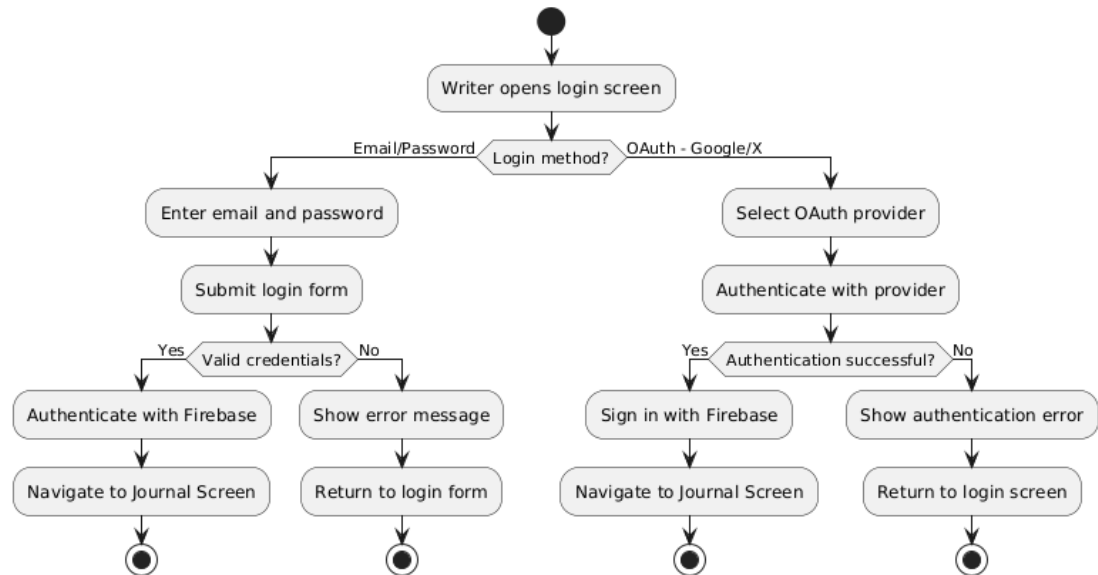 Writer opens login screen
Email/Password
Login method?
OAuth - Google/X
Enter email and password
Select OAuth provider
Submit login form
Authenticate with provider
Yes
Valid credentials?
No
Yes
Authentication successful?
No
Authenticate with Firebase
Show error message
Sign in with Firebase
Show authentication error
Navigate to Journal Screen
Return to login form
Navigate to Journal Screen
Return to login screen